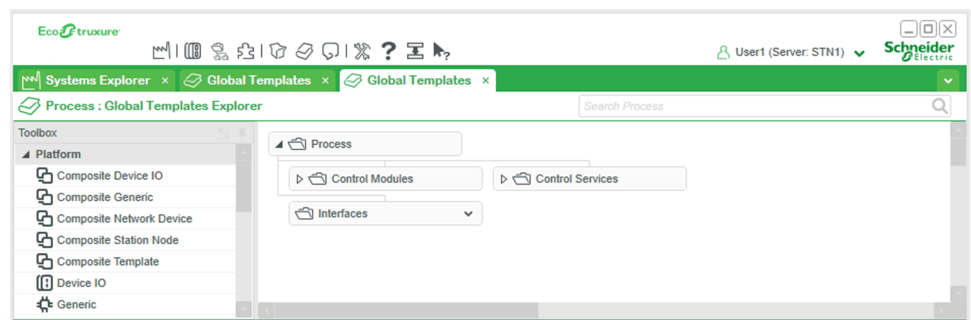 EcoStruxure
User1 (Server: STN1)
Schneider
Electric
Systems Explorer × Global Templates × Global Templates ×
Process : Global Templates Explorer
Search Process
Toolbox
Platform
Process
Composite Device IO
Control Modules
Control Services
Composite Generic
Composite Network Device
Interfaces
Composite Station Node
Composite Template
Device IO
Generic